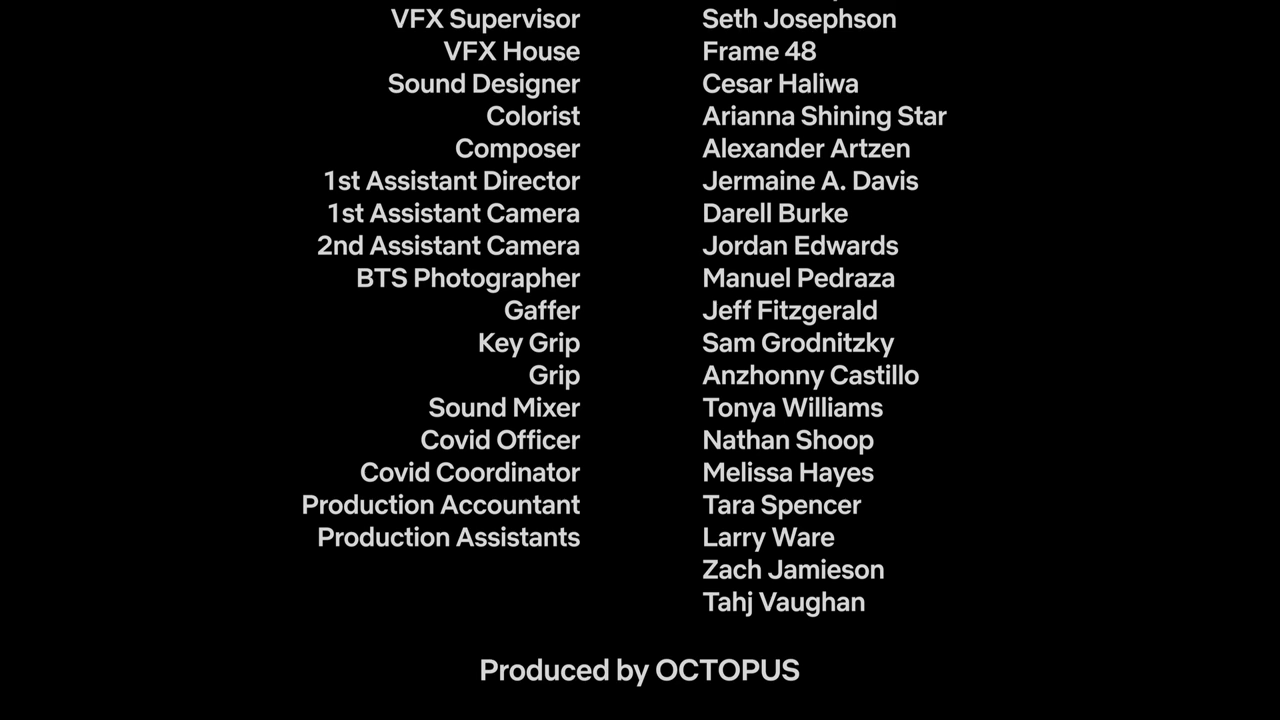 VFX Supervisor Seth Josephson
VFX House Frame 48
Sound Designer Cesar Haliwa
Colorist Arianna Shining Star
Composer Alexander Artzen
1st Assistant Director Jermaine A. Davis
1st Assistant Camera Darell Burke
2nd Assistant Camera Jordan Edwards
BTS Photographer Manuel Pedraza
Gaffer Jeff Fitzgerald
Key Grip Sam Grodnitzky
Grip Anzhonny Castillo
Sound Mixer Tonya Williams
Covid Officer Nathan Shoop
Covid Coordinator Melissa Hayes
Production Accountant Tara Spencer
Production Assistants Larry Ware
Zach Jamieson
Tahj Vaughan
Produced by OCTOPUS